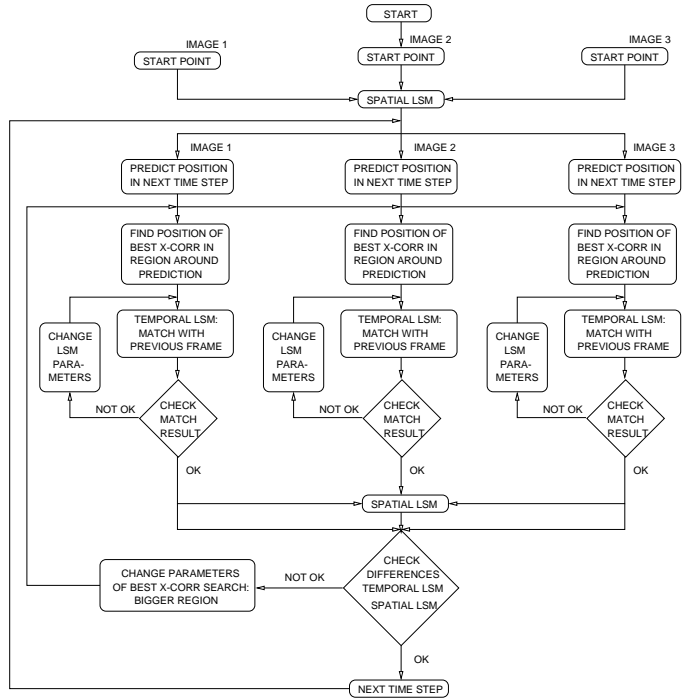 START
IMAGE 1
START POINT
IMAGE 2
START POINT
IMAGE 3
START POINT
SPATIAL LSM
IMAGE 1
PREDICT POSITION
IN NEXT TIME STEP
IMAGE 2
PREDICT POSITION
IN NEXT TIME STEP
IMAGE 3
PREDICT POSITION
IN NEXT TIME STEP
FIND POSITION OF
BEST X-CORR IN
REGION AROUND
PREDICTION
FIND POSITION OF
BEST X-CORR IN
REGION AROUND
PREDICTION
FIND POSITION OF
BEST X-CORR IN
REGION AROUND
PREDICTION
CHANGE
LSM
PARA-
METERS
TEMPORAL LSM:
MATCH WITH
PREVIOUS FRAME
CHANGE
LSM
PARA-
METERS
TEMPORAL LSM:
MATCH WITH
PREVIOUS FRAME
CHANGE
LSM
PARA-
METERS
TEMPORAL LSM:
MATCH WITH
PREVIOUS FRAME
NOT OK
CHECK
MATCH
RESULT
NOT OK
CHECK
MATCH
RESULT
NOT OK
CHECK
MATCH
RESULT
OK
OK
OK
SPATIAL LSM
CHANGE PARAMETERS
OF BEST X-CORR SEARCH:
BIGGER REGION
NOT OK
CHECK
DIFFERENCES
TEMPORAL LSM
SPATIAL LSM
OK
NEXT TIME STEP